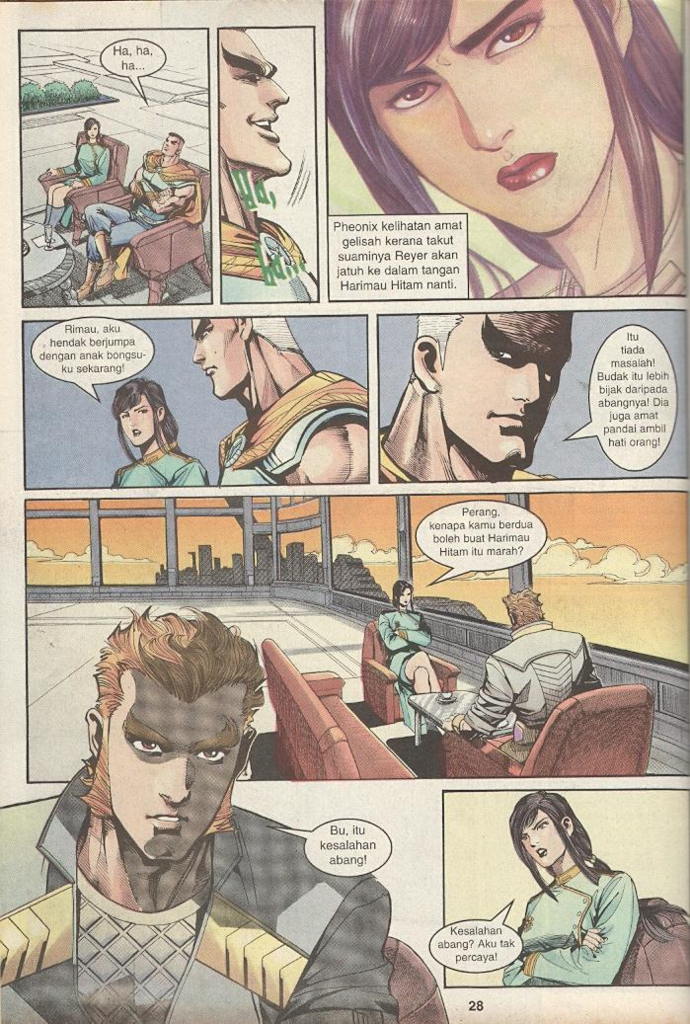 Ha, ha,
ha...
Ha,
ha...
Pheonix kelihatan amat
gelisah kerana takut
suaminya Reyer akan
jatuh ke dalam tangan
Harimau Hitam nanti.
Rimau, aku
hendak berjumpa
dengan anak bongsu-
ku sekarang!
Itu
tiada
masalah!
Budak itu lebih
bijak daripada
abangnya! Dia
juga amat
pandai ambil
hati orang!
Perang,
kenapa kamu berdua
boleh buat Harimau
Hitam itu marah?
Bu, itu
kesalahan
abang!
Kesalahan
abang? Aku tak
percaya!
28